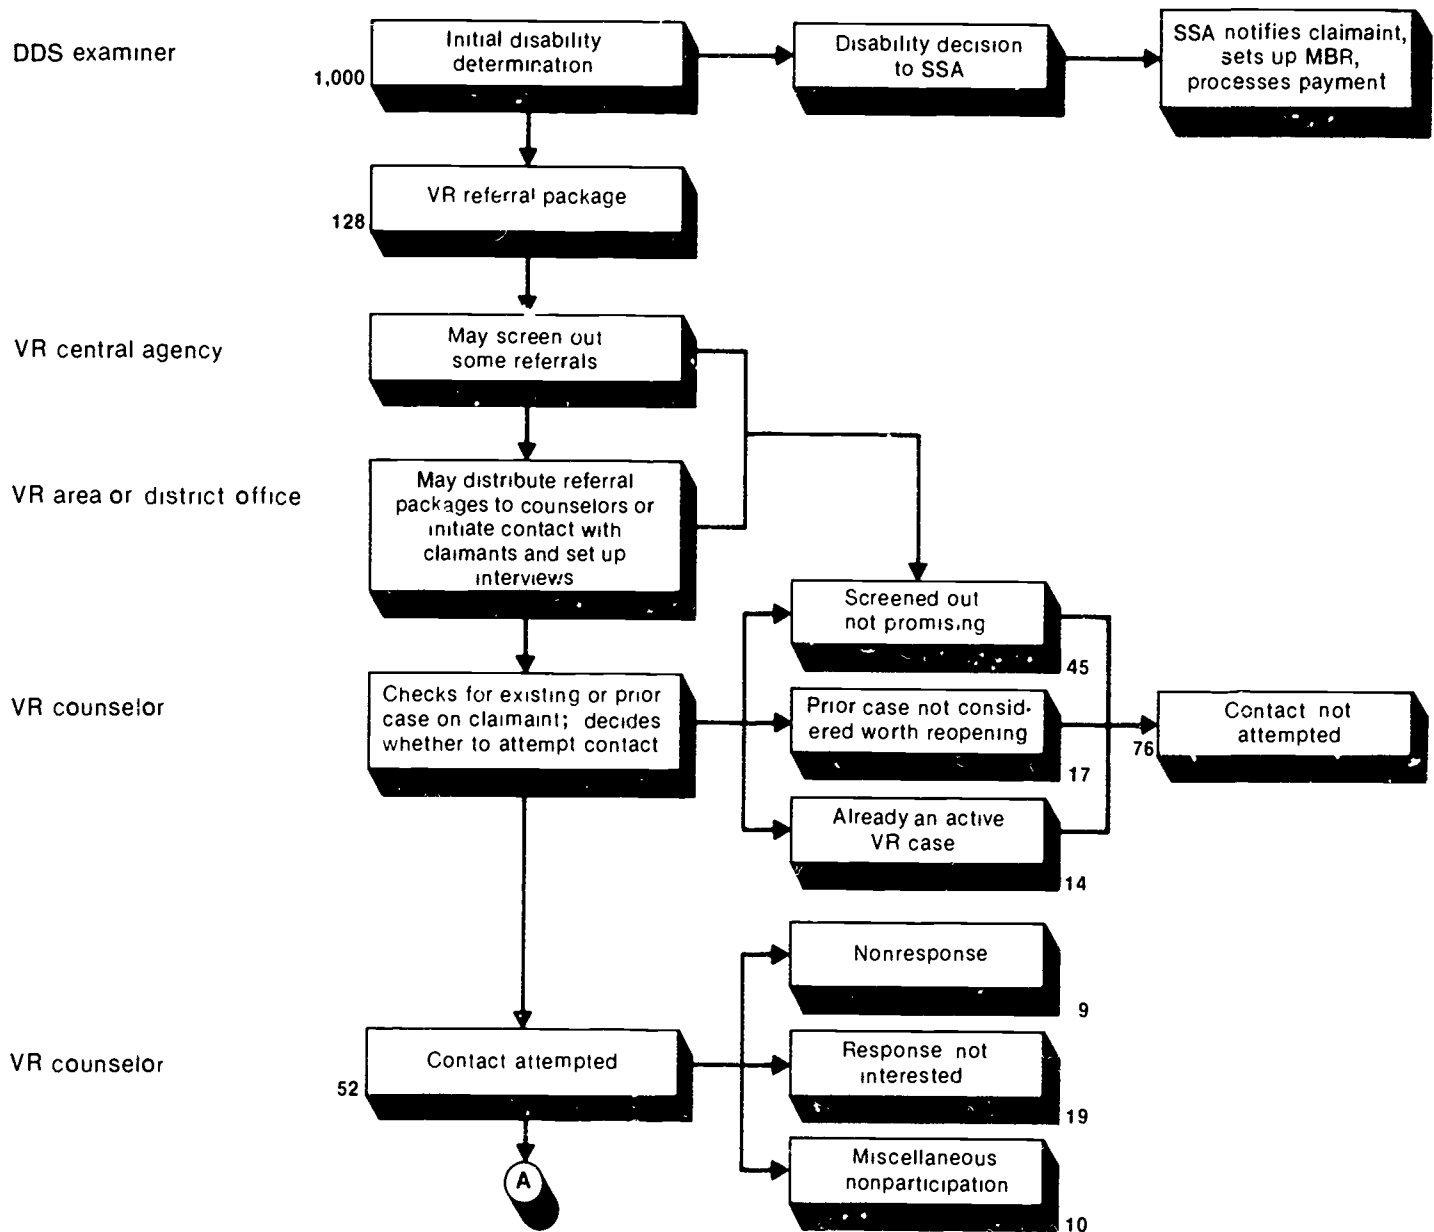 DDS examiner
1,000
Initial disability
determination
Disability decision
to SSA
SSA notifies claimaint,
sets up MBR,
processes payment
128
VR referral package
VR central agency
May screen out
some referrals
VR area or district office
May distribute referral
packages to counselors or
initiate contact with
claimants and set up
interviews
Screened out
not promising
45
VR counselor
Checks for existing or prior
case on claimaint; decides
whether to attempt contact
Prior case not consid-
ered worth reopening
17
76
Contact not
attempted
Already an active
VR case
14
Nonresponse
9
VR counselor
52
Contact attempted
Response not
interested
19
A
Miscellaneous
nonparticipation
10